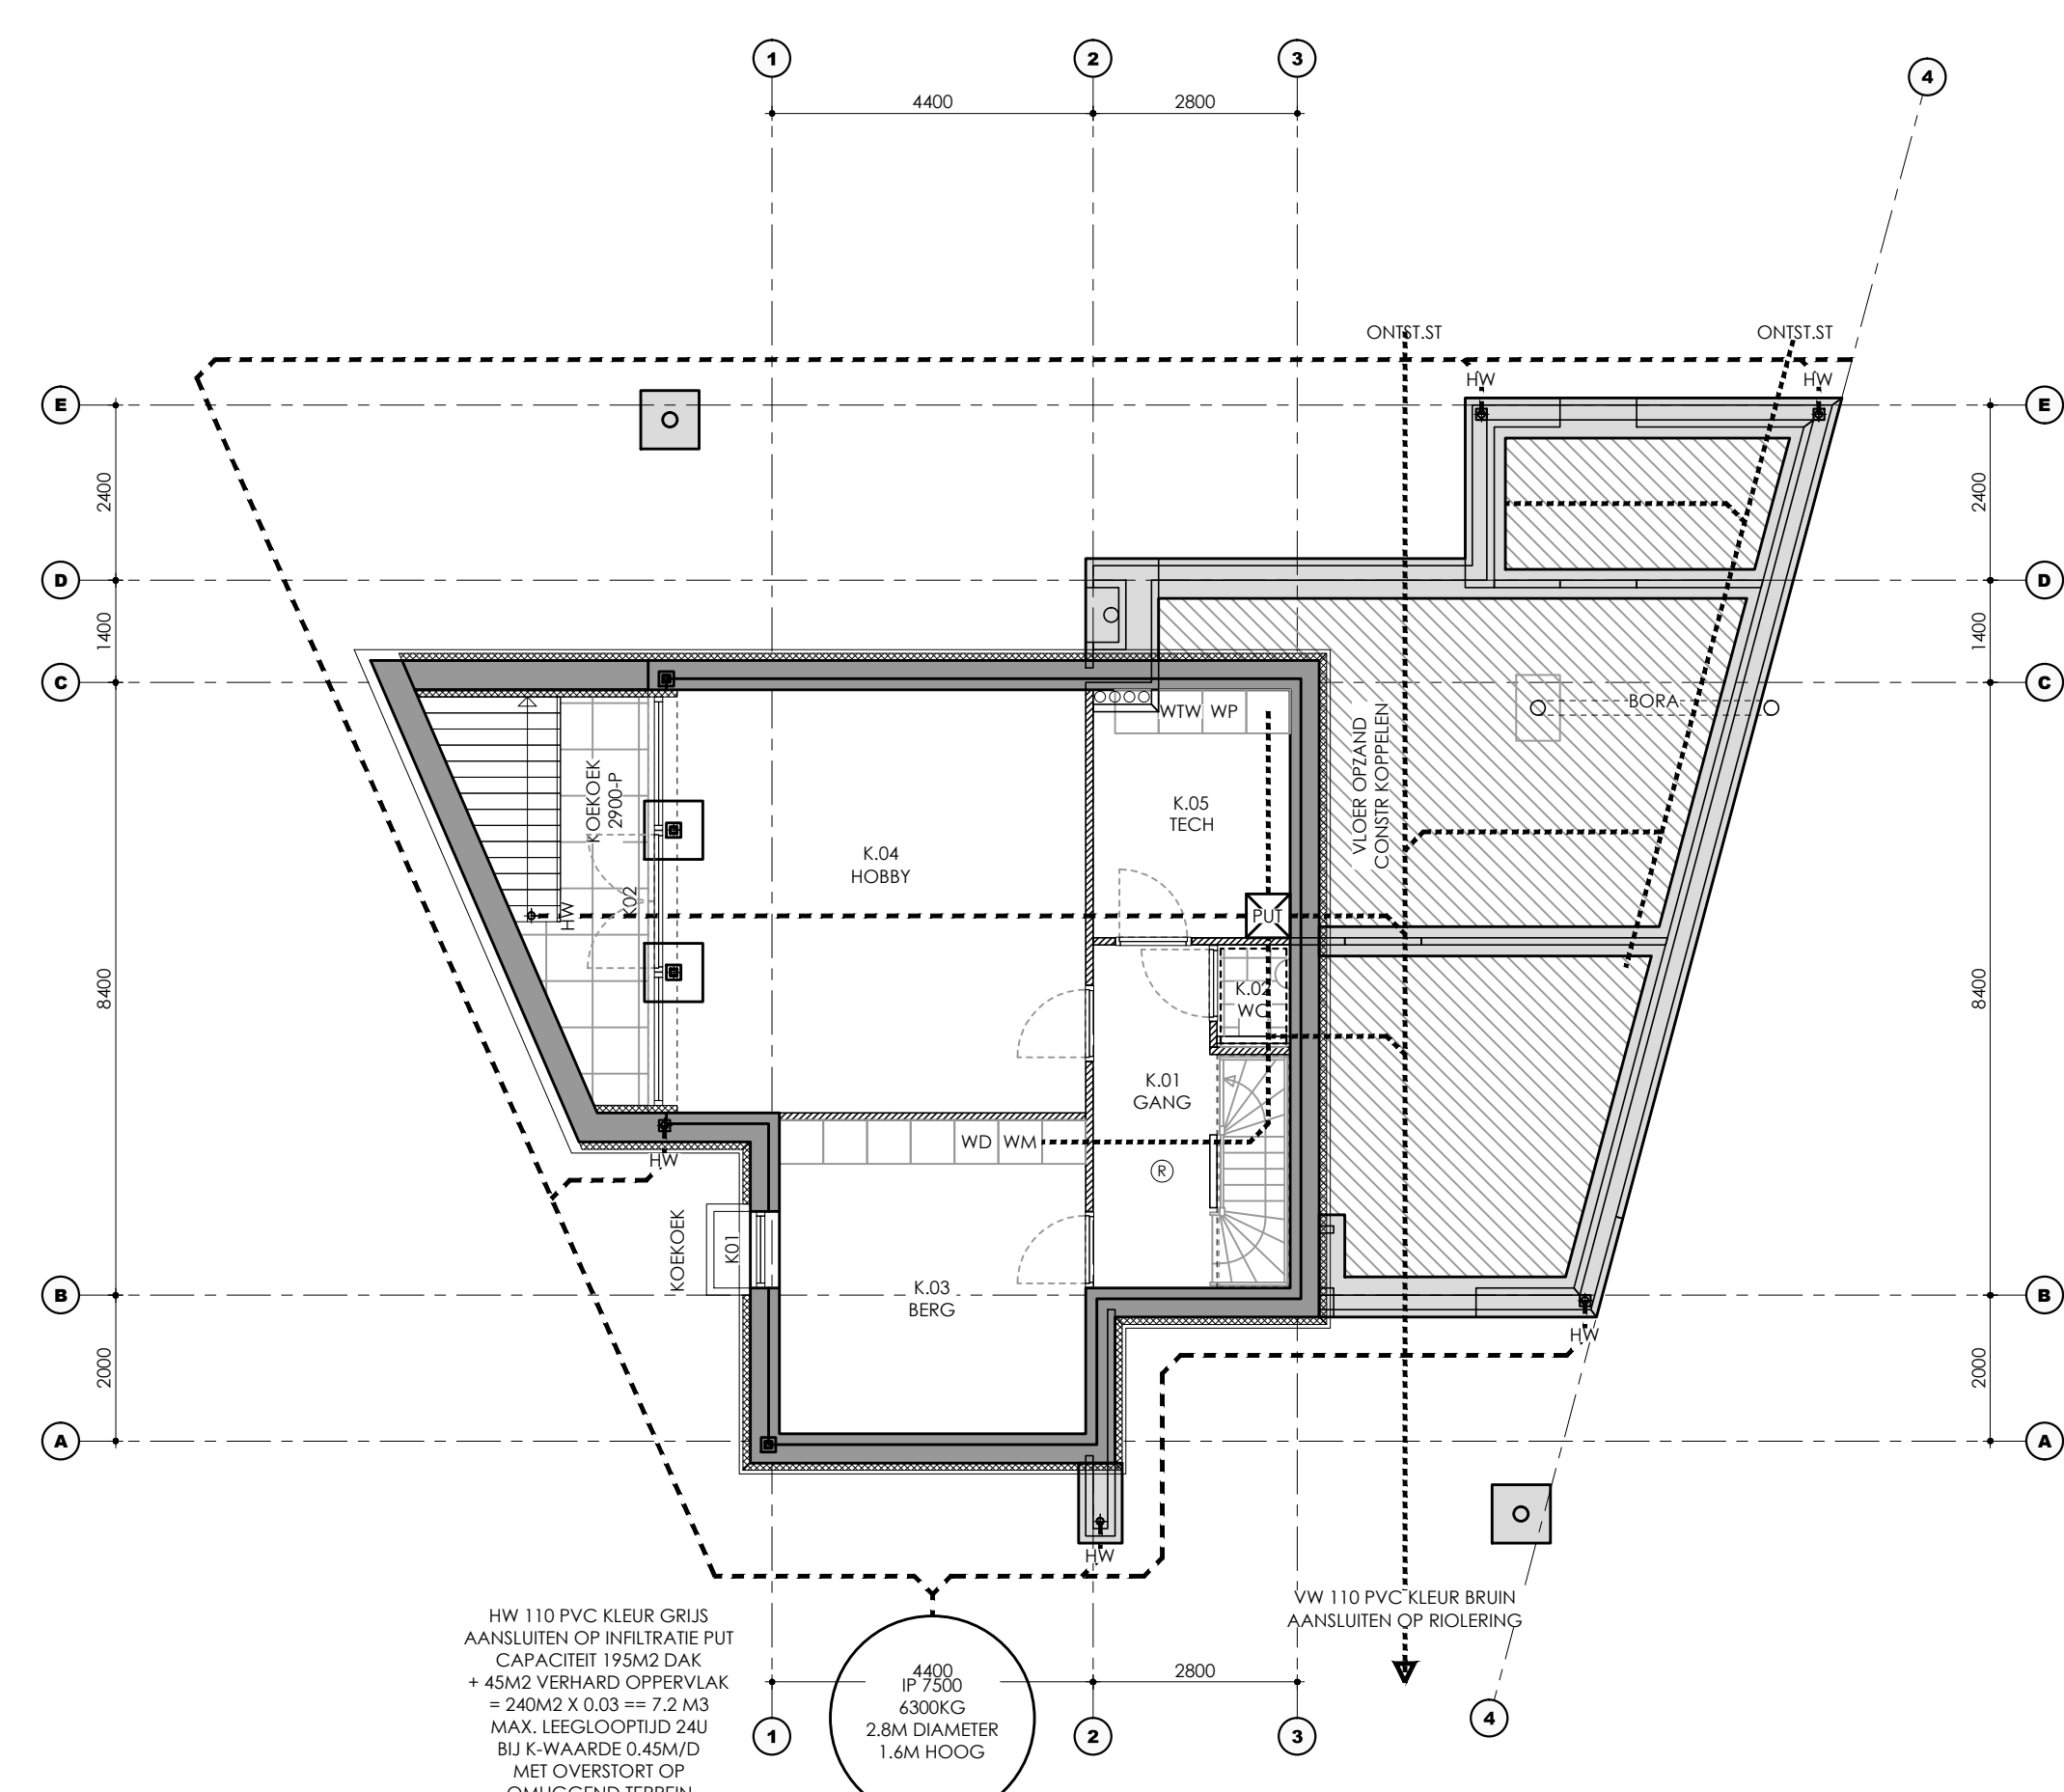 1
2
3
4
4400
2800
ONTST.ST
ONTST.ST
HW
HW
E
E
2400
2400
D
D
1400
1400
C
C
WTW
WP
BORA
VLOER OPZAND
CONSTR KOPPELEN
KOEKOEK
2900-P
K.05
TECH
K.04
HOBBY
K02
HW
PUT
8400
8400
K.02
WC
K.01
GANG
WD
WM
HW
R
KOEKOEK
K01
K.03
BERG
B
B
HW
2000
2000
A
A
HW
VW 110 PVC KLEUR BRUIN
AANSLUITEN OP RIOLERING
HW 110 PVC KLEUR GRIJS
AANSLUITEN OP INFILTRATIE PUT
CAPACITEIT 195M2 DAK
+ 45M2 VERHARD OPPERVLAK
= 240M2 X 0.03 == 7.2 M3
MAX. LEEGLOOPTIJD 24U
BIJ K-WAARDE 0.45M/D
MET OVERSTORT OP
4400
2800
IP 7500
6300KG
2.8M DIAMETER
1.6M HOOG
1
2
3
4